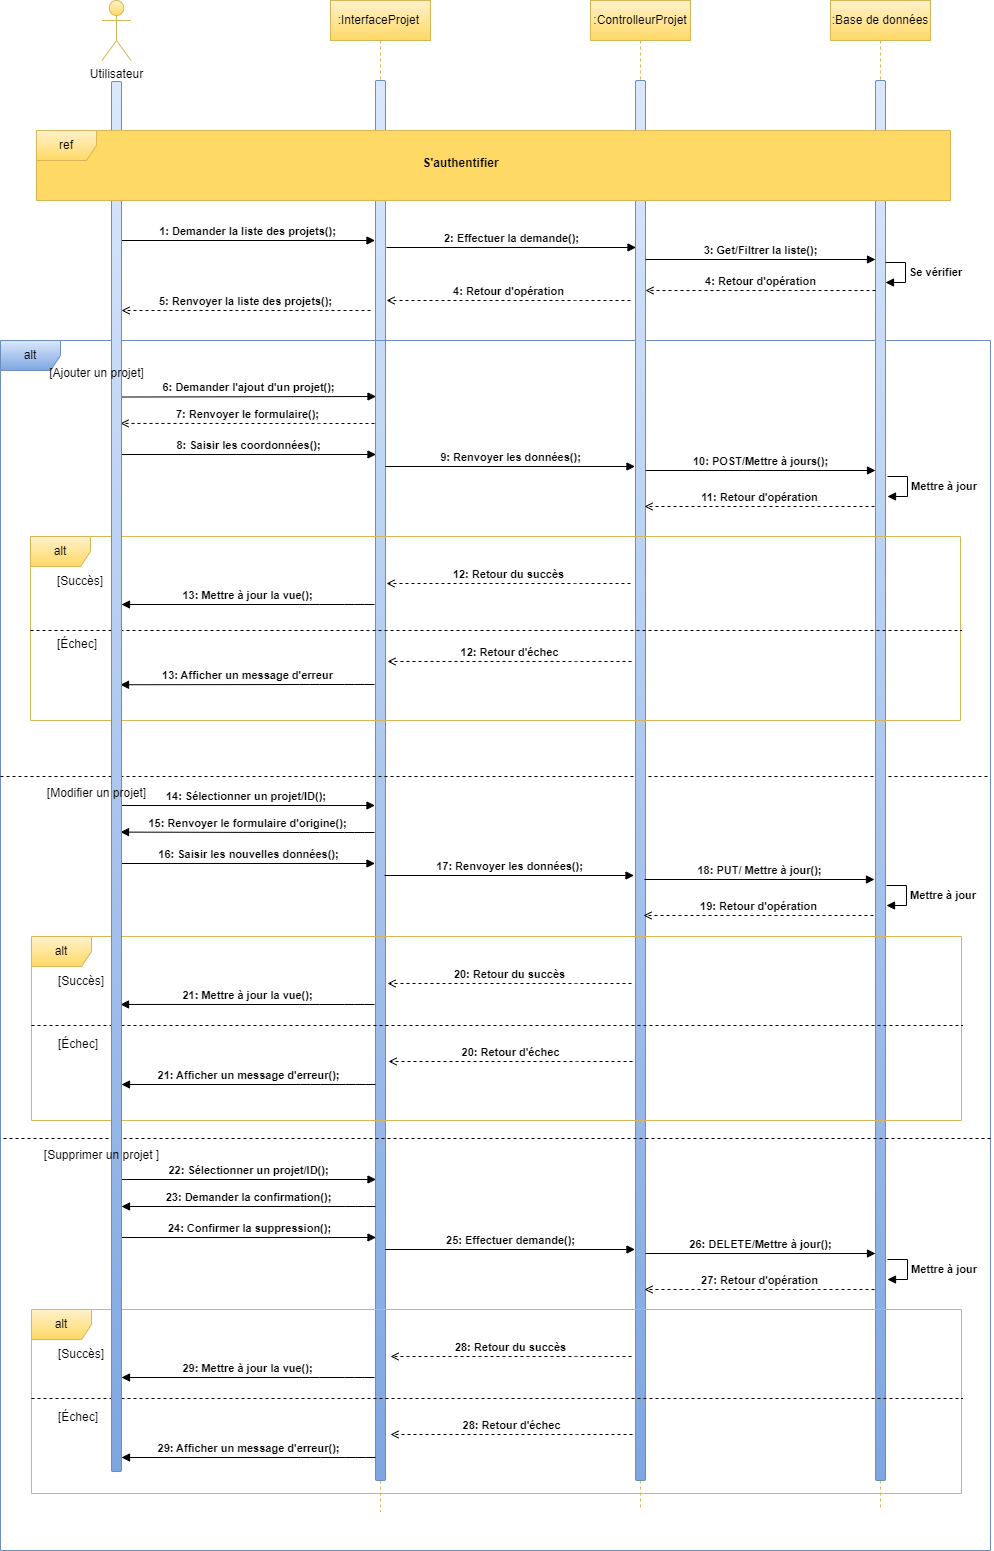 :InterfaceProjet
:ControlleurProjet
:Base de données
Utilisateur
ref
S'authentifier
1: Demander la liste des projets();
2: Effectuer la demande();
3: Get/Filtrer la liste();
Se vérifier
4: Retour d'opération
4: Retour d'opération
5: Renvoyer la liste des projets();
alt
[Ajouter un projet]
6: Demander l'ajout d'un projet();
7: Renvoyer le formulaire();
8: Saisir les coordonnées();
9: Renvoyer les données();
10: POST/Mettre à jours();
Mettre à jour
11: Retour d'opération
alt
[Succès]
12: Retour du succès
13: Mettre à jour la vue();
[Échec]
12: Retour d'échec
13: Afficher un message d'erreur
[Modifier un projet]
14: Sélectionner un projet/ID();
15: Renvoyer le formulaire d'origine();
16: Saisir les nouvelles données();
17: Renvoyer les données();
18: PUT/ Mettre à jour();
Mettre à jour
19: Retour d'opération
alt
[Succès]
20: Retour du succès
21: Mettre à jour la vue();
[Échec]
20: Retour d'échec
21: Afficher un message d'erreur();
[Supprimer un projet ]
22: Sélectionner un projet/ID();
23: Demander la confirmation();
24: Confirmer la suppression();
25: Effectuer demande();
26: DELETE/Mettre à jour();
Mettre à jour
27: Retour d'opération
alt
[Succès]
28: Retour du succès
29: Mettre à jour la vue();
[Échec]
28: Retour d'échec
29: Afficher un message d'erreur();